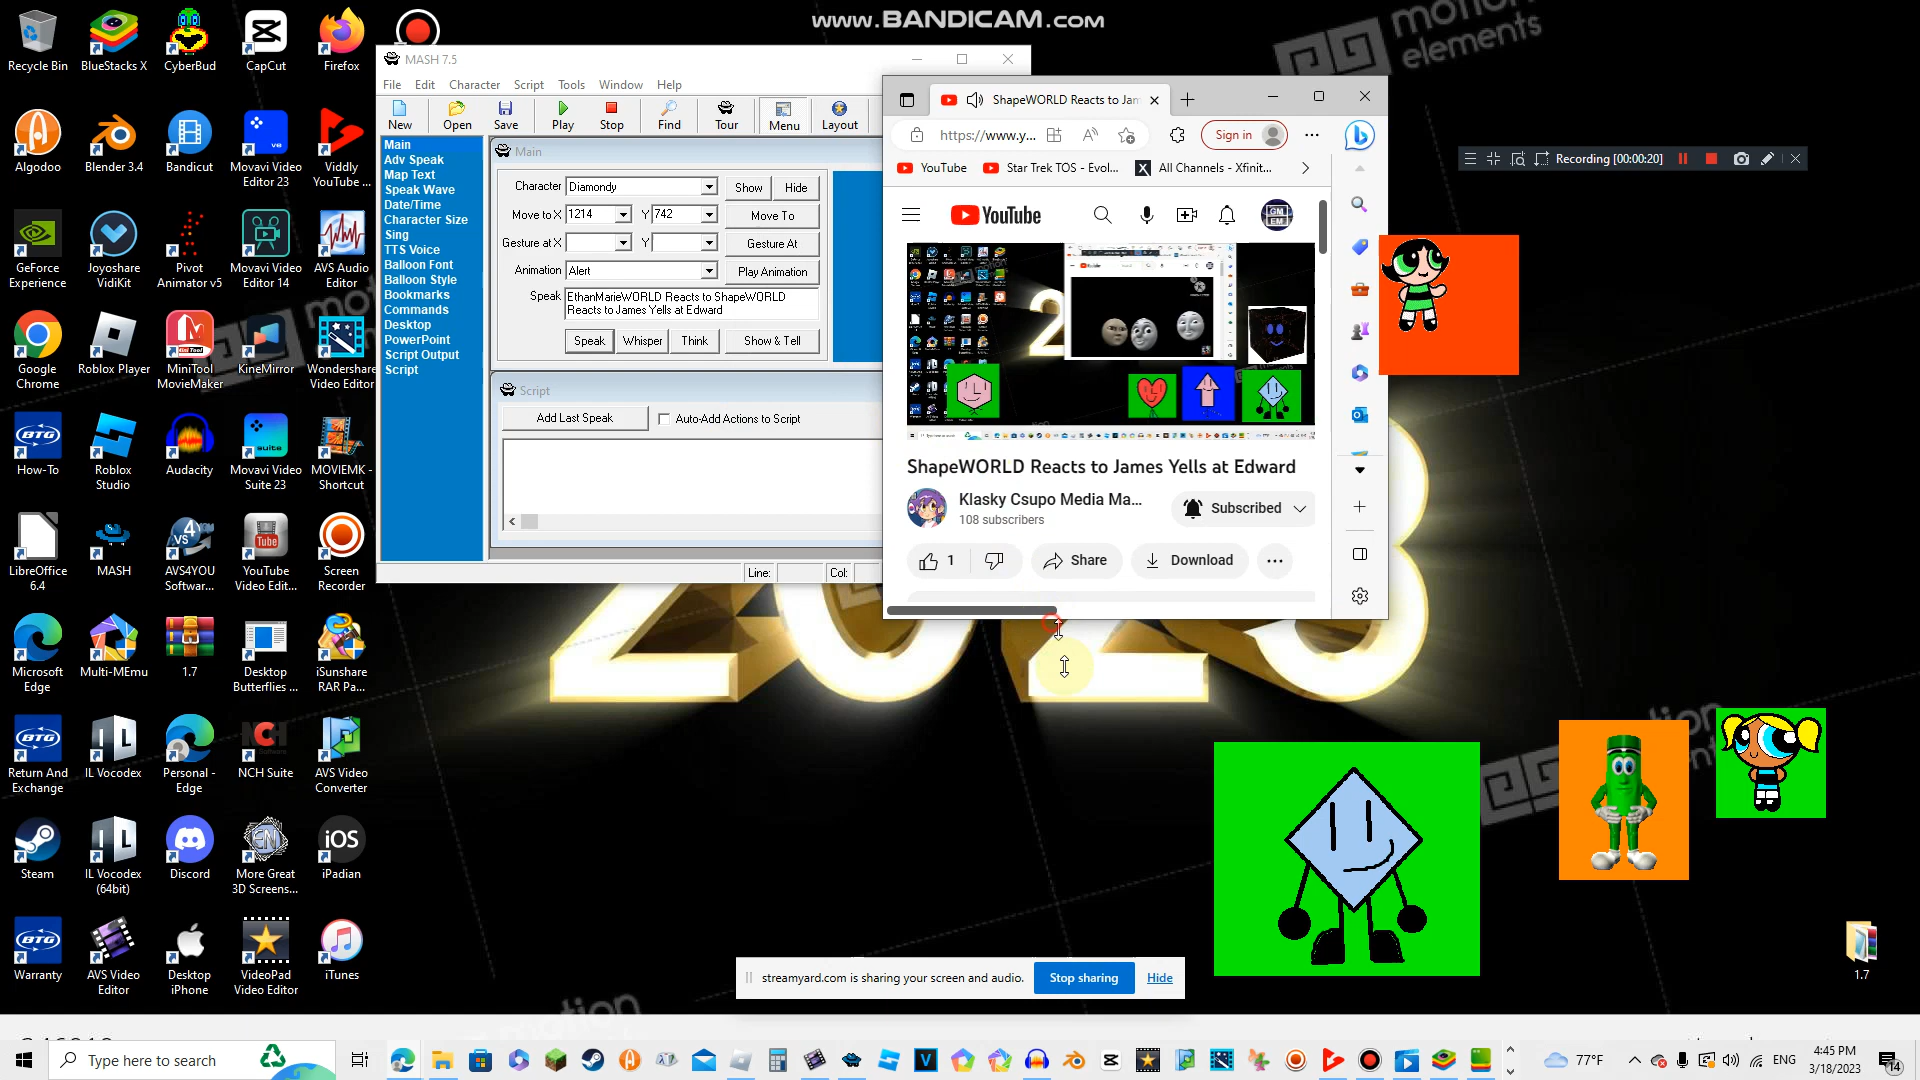 www.BANDICAM.com
motion
elements
Recycle Bin
BlueStacks X
CyberBud
CapCut
Firefox
Algodoo
Blender 3.4
Bandicut
Movavi Video
Editor 23
Viddly
YouTube ...
GeForce
Experience
Joyoshare
VidiKit
Pivot
Animator v5
Movavi Video
Editor 14
AVS Audio
Editor
Google
Chrome
Roblox Player
MiniTool
MovieMaker
KineMirror
Wondershare
Video Editor
How-To
Roblox
Studio
Audacity
Movavi Video
Suite 23
MOVIEMK -
Shortcut
LibreOffice
6.4
MASH
AVS4YOU
Softwar...
YouTube
Video Edit...
Screen
Recorder
Microsoft
Edge
Multi-MEmu
1.7
Desktop
Butterflies ...
iSunshare
RAR Pa...
Return And
Exchange
IL Vocodex
Personal -
Edge
NCH Suite
AVS Video
Converter
Steam
IL Vocodex
(64bit)
Discord
More Great
3D Screens...
iPadian
Warranty
AVS Video
Editor
Desktop
iPhone
VideoPad
Video Editor
iTunes
MASH 7.5
File Edit Character Script Tools Window Help
New Open Save Play Stop Find Tour Menu Layout
Main
Adv Speak
Map Text
Speak Wave
Date/Time
Character Size
Sing
TTS Voice
Balloon Font
Balloon Style
Bookmarks
Commands
Desktop
PowerPoint
Script Output
Script
Main
Character Diamondy Show Hide
Move to X 1214 Y 742 Move To
Gesture at X Y Gesture At
Animation Alert Play Animation
Speak EthanMarieWORLD Reacts to ShapeWORLD
Reacts to James Yells at Edward
Speak Whisper Think Show & Tell
Script
Add Last Speak Auto-Add Actions to Script
Line: Col:
ShapeWORLD Reacts to Jam
https://www.y... Sign in
YouTube Star Trek TOS - Evol... All Channels - Xfinit...
YouTube
GM
EM
ShapeWORLD Reacts to James Yells at Edward
Klasky Csupo Media Ma...
108 subscribers
Subscribed
1 Share Download
Recording [00:00:20]
2023
streamyard.com is sharing your screen and audio. Stop sharing Hide
1.7
Type here to search
77°F
ENG
4:45 PM
3/18/2023
14